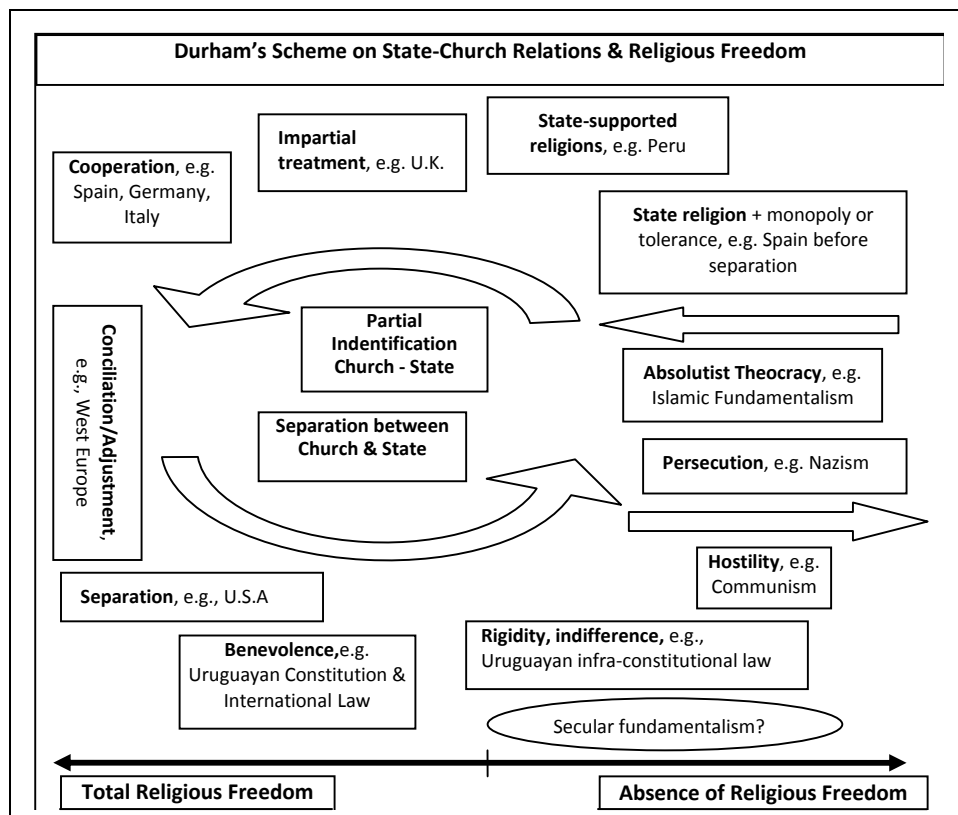 Durham’s Scheme on State-Church Relations & Religious Freedom
State-supported
religions, e.g. Peru
Impartial
treatment, e.g. U.K.
Cooperation, e.g.
Spain, Germany,
Italy
State religion + monopoly or
tolerance, e.g. Spain before
separation
Partial
Indentification
Church - State
Conciliation/Adjustment,
e.g., West Europe
Absolutist Theocracy, e.g.
Islamic Fundamentalism
Separation between
Church & State
Persecution, e.g. Nazism
Hostility, e.g.
Communism
Separation, e.g., U.S.A
Rigidity, indifference, e.g.,
Uruguayan infra-constitutional law
Benevolence,e.g.
Uruguayan Constitution &
International Law
Secular fundamentalism?
Total Religious Freedom
Absence of Religious Freedom